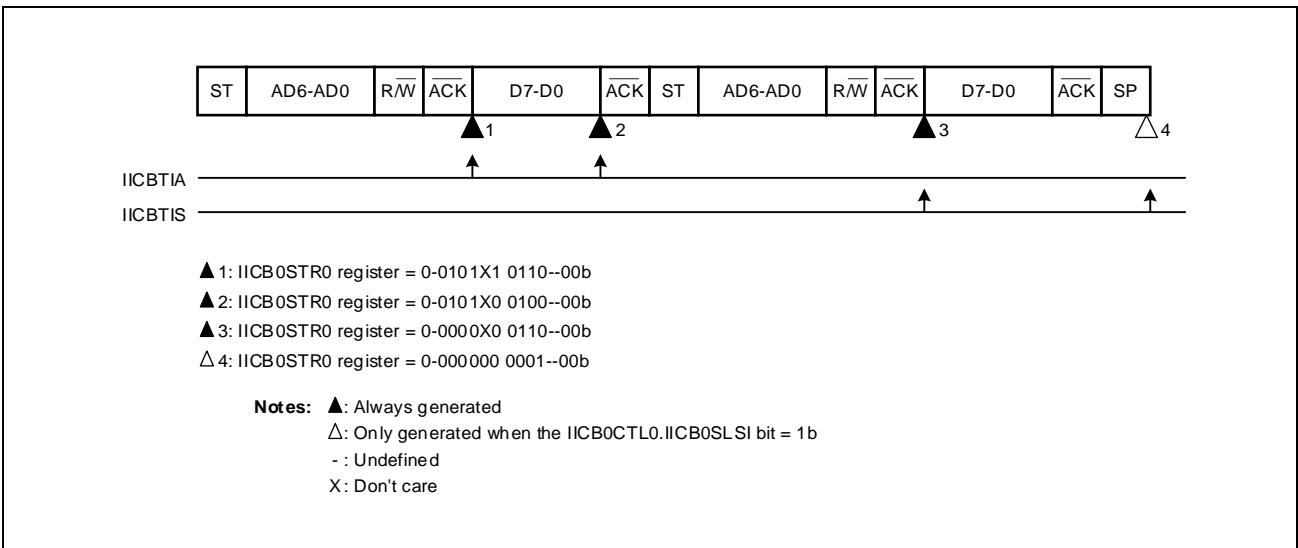 ST AD6-AD0 R/W ACK D7-D0 ACK ST AD6-AD0 R/W ACK D7-D0 ACK SP
▲1 ▲2 ▲3 △4
IICBTIA
IICBTIS
▲1: IICB0STR0 register = 0-0101X1 0110--00b
▲2: IICB0STR0 register = 0-0101X0 0100--00b
▲3: IICB0STR0 register = 0-0000X0 0110--00b
△4: IICB0STR0 register = 0-000000 0001--00b
Notes: ▲: Always generated
△: Only generated when the IICB0CTL0.IICB0SLSI bit = 1b
- : Undefined
X: Don't care